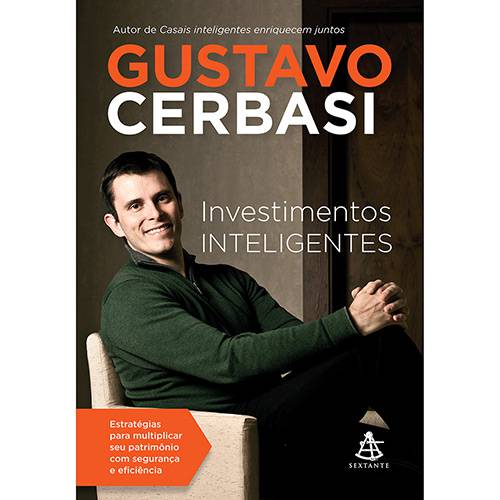 Autor de Casais inteligentes enriquecem juntos
GUSTAVO
CERBASI
Investimentos
INTELIGENTES
Estratégias
para multiplicar
seu patrimônio
com segurança
e eficiência
SEXTANTE